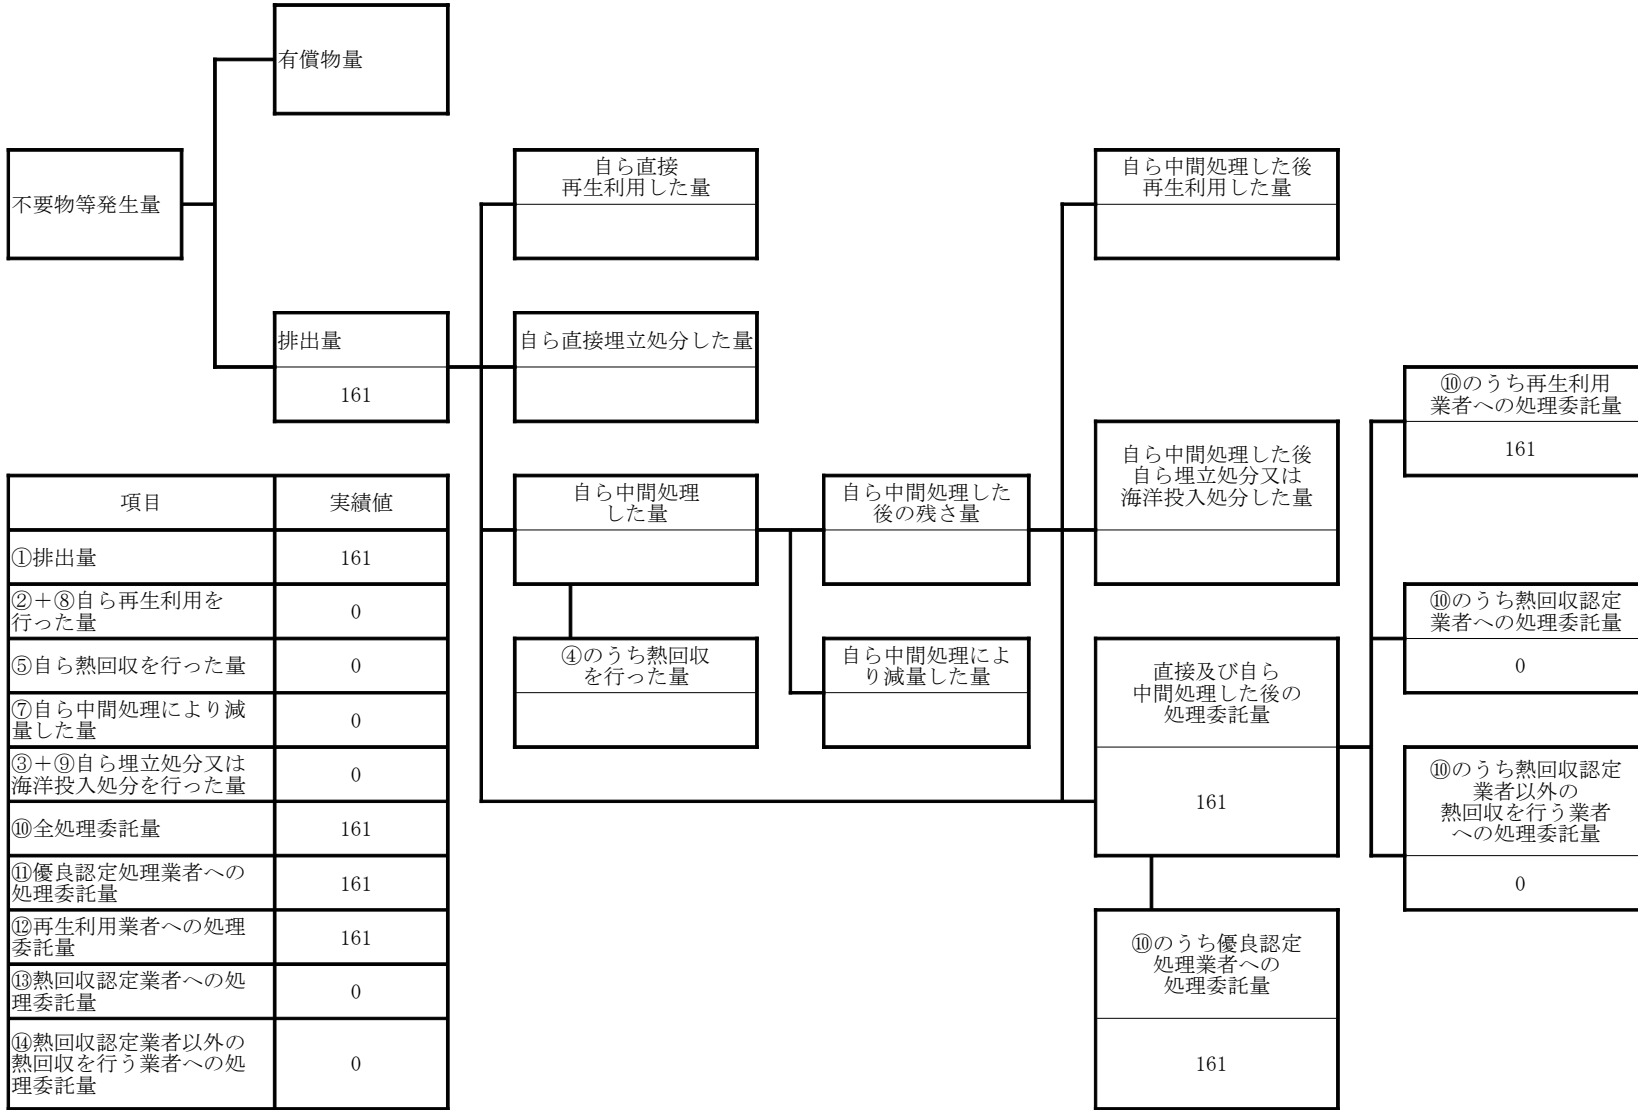 有償物量
不要物等発生量
自ら直接
再生利用した量
自ら中間処理した後
再生利用した量
排出量
161
自ら直接埋立処分した量
⑩のうち再生利用
業者への処理委託量
161
自ら中間処理
した量
自ら中間処理した
後の残さ量
自ら中間処理した後
自ら埋立処分又は
海洋投入処分した量
④のうち熱回収
を行った量
自ら中間処理によ
り減量した量
直接及び自ら
中間処理した後の
処理委託量
161
⑩のうち熱回収認定
業者への処理委託量
0
⑩のうち熱回収認定
業者以外の
熱回収を行う業者
への処理委託量
0
⑩のうち優良認定
処理業者への
処理委託量
161
項目 実績値
①排出量 161
②+⑧自ら再生利用を
行った量 0
⑤自ら熱回収を行った量 0
⑦自ら中間処理により減
量した量 0
③+⑨自ら埋立処分又は
海洋投入処分を行った量 0
⑩全処理委託量 161
⑪優良認定処理業者への
処理委託量 161
⑫再生利用業者への処理
委託量 161
⑬熱回収認定業者への処
理委託量 0
⑭熱回収認定業者以外の
熱回収を行う業者への処
理委託量 0